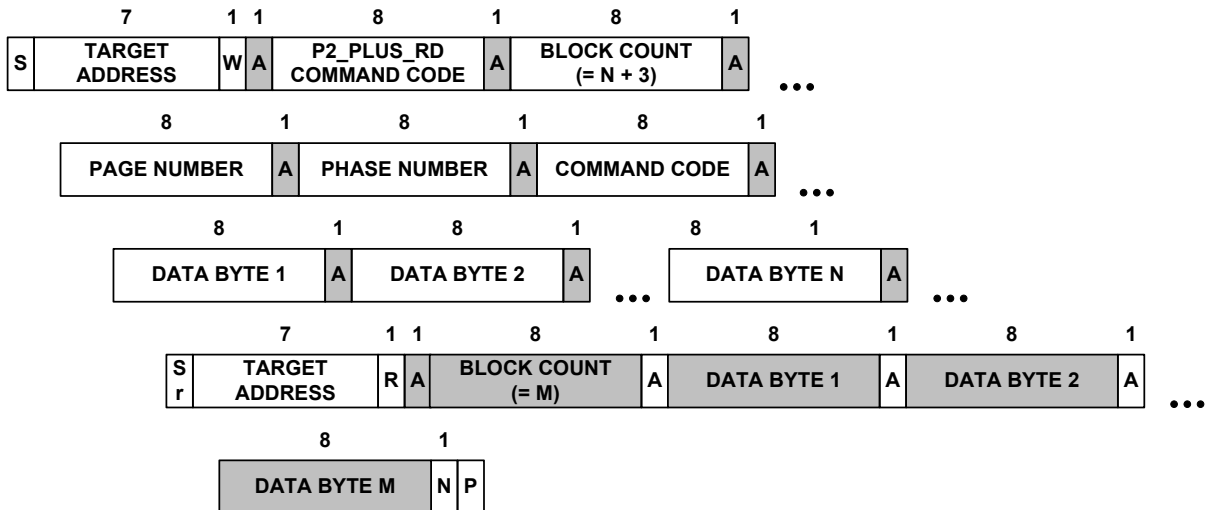 7 1 1 8 1 8 1
S TARGET ADDRESS W A P2_PLUS_RD COMMAND CODE A BLOCK COUNT (= N + 3) A •••
8 1 8 1 8 1
PAGE NUMBER A PHASE NUMBER A COMMAND CODE A •••
8 1 8 1 8 1
DATA BYTE 1 A DATA BYTE 2 A ••• DATA BYTE N A •••
7 1 1 8 1 8 1 8 1
Sr TARGET ADDRESS R A BLOCK COUNT (= M) A DATA BYTE 1 A DATA BYTE 2 A •••
8 1
DATA BYTE M N P